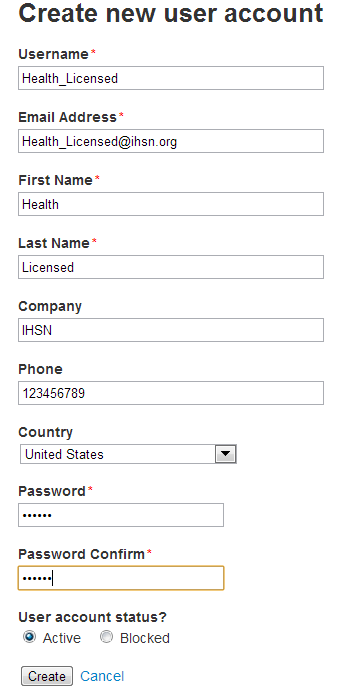 Create new user account
Username*
Health_Licensed
Email Address*
Health_Licensed@ihsn.org
First Name*
Health
Last Name*
Licensed
Company
IHSN
Phone
123456789
Country
United States
Password*
••••••
Password Confirm*
••••••
User account status?
Active Blocked
Create Cancel